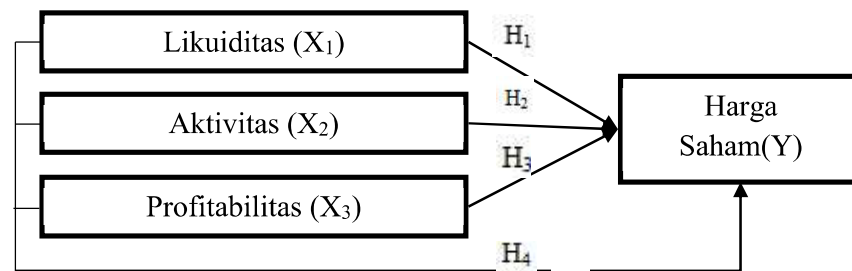 Likuiditas (X₁)
H₁
Aktivitas (X₂)
H₂
Harga
Saham(Y)
Profitabilitas (X₃)
H₃
H₄